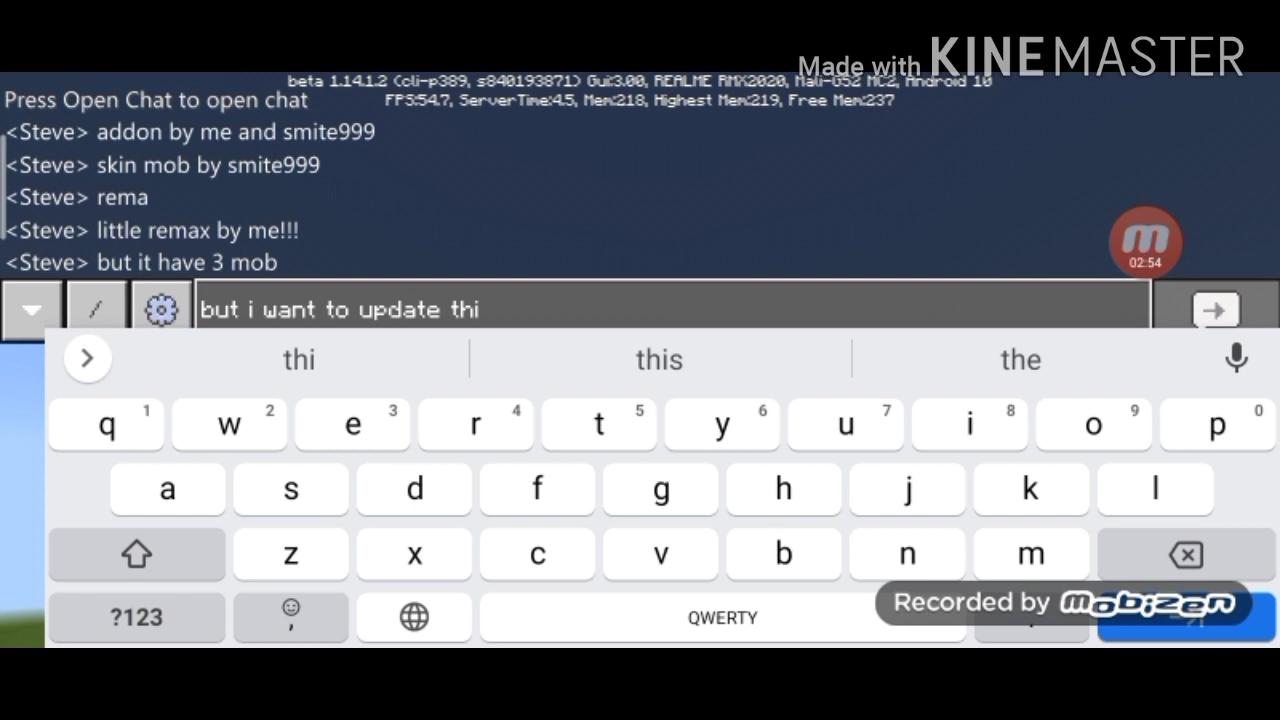 Made with KINEMASTER
beta 1.14.1.2 (cli-p389, s840193871) Gui:3.00, REALME RMX2020, Mali-G52 MC2, Android 10
Press Open Chat to open chat
FPS:54.7, ServerTime:4.5, Mem:218, Highest Mem:219, Free Mem:237
<Steve> addon by me and smite999
<Steve> skin mob by smite999
<Steve> rema
<Steve> little remax by me!!!
<Steve> but it have 3 mob
m
02:54
/
but i want to update thi
thi this the
q 1 w 2 e 3 r 4 t 5 y 6 u 7 i 8 o 9 p 0
a s d f g h j k l
z x c v b n m
?123 , QWERTY .
Recorded by mobizen